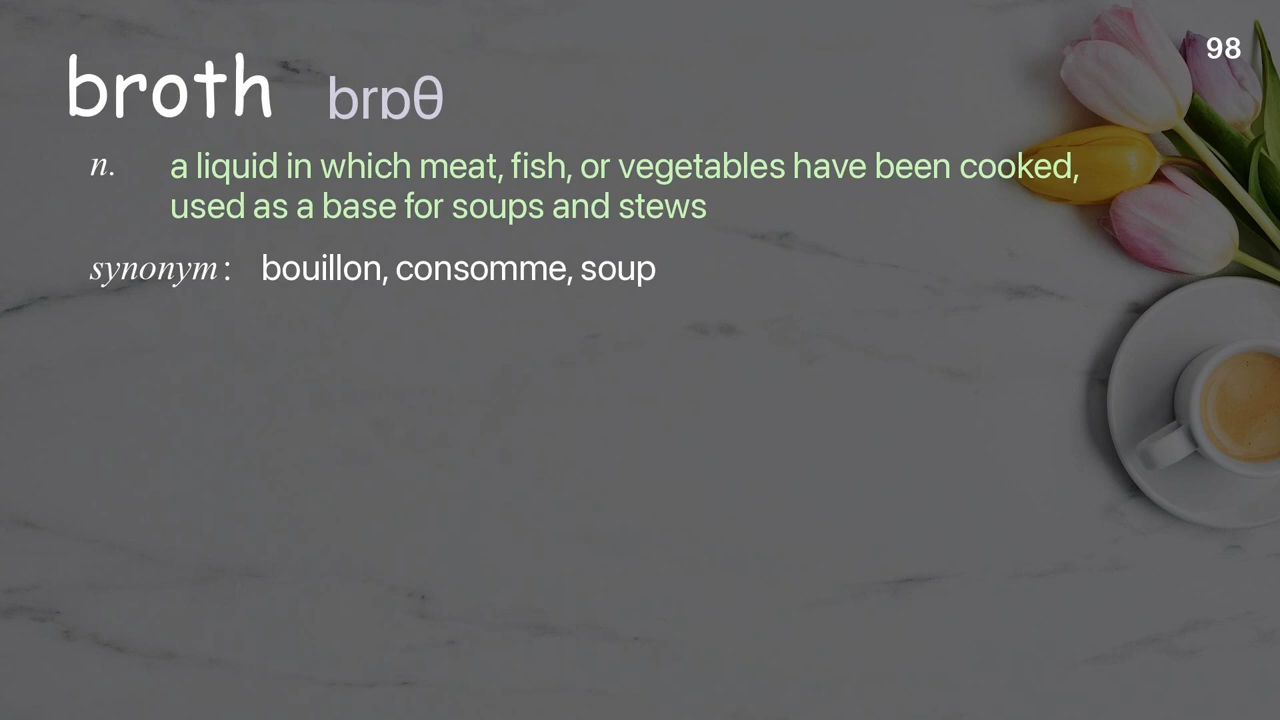 98
broth brɒθ
n. a liquid in which meat, fish, or vegetables have been cooked,
used as a base for soups and stews
synonym: bouillon, consomme, soup